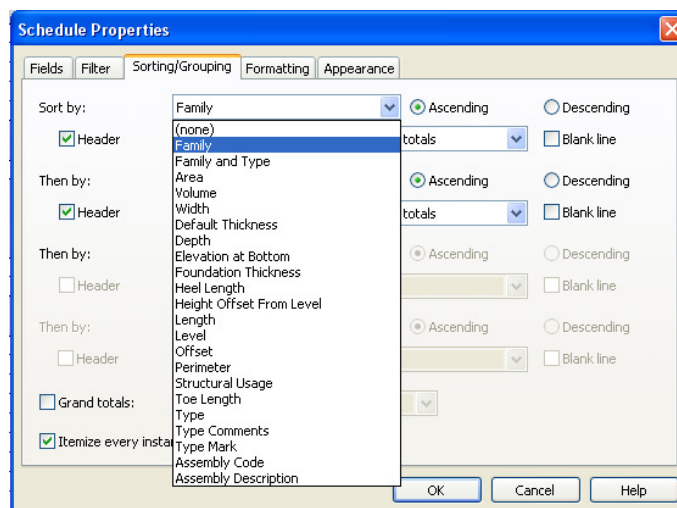 Schedule Properties
Fields Filter Sorting/Grouping Formatting Appearance
Sort by: Family Ascending Descending
(none)
Header totals Blank line
Family
Family and Type
Area
Then by: Ascending Descending
Volume
Width
Header totals Blank line
Default Thickness
Depth
Then by: Ascending Descending
Elevation at Bottom
Foundation Thickness
Header Blank line
Heel Length
Height Offset From Level
Length
Then by: Ascending Descending
Level
Offset
Header Blank line
Perimeter
Structural Usage
Grand totals:
Toe Length
Type
Type Comments
Itemize every insta
Type Mark
Assembly Code
Assembly Description
OK Cancel Help